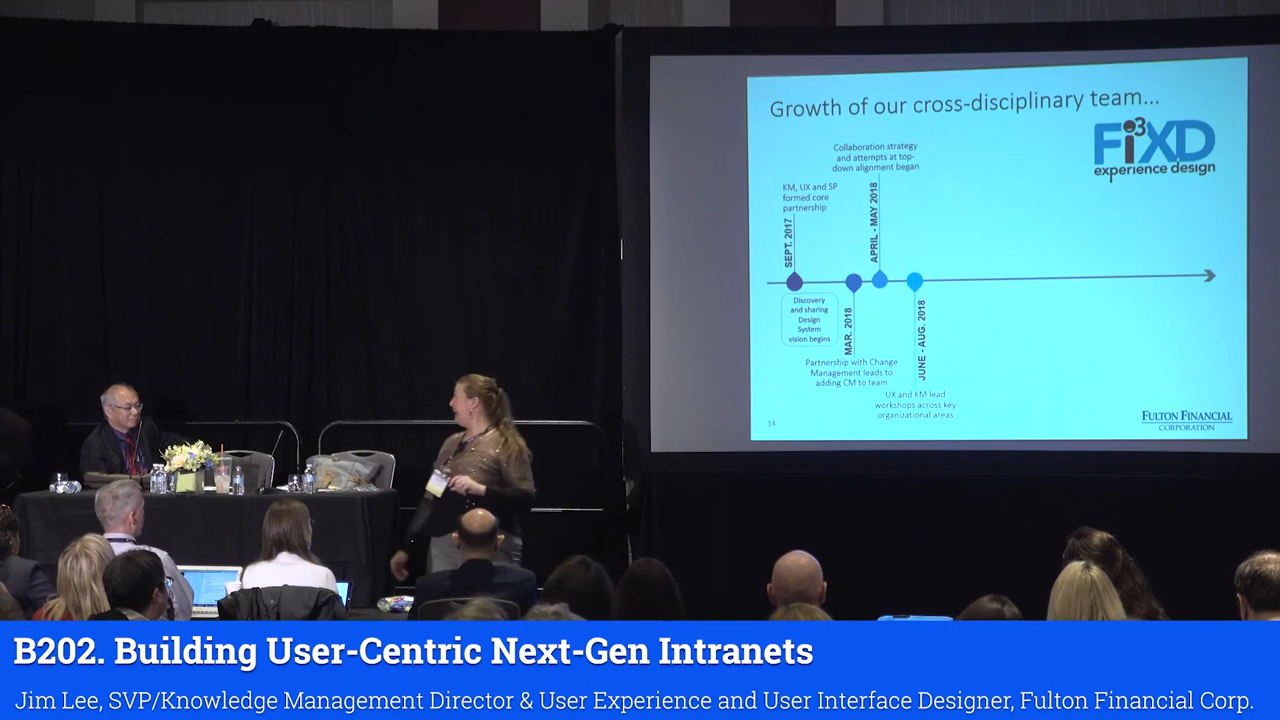 Growth of our cross-disciplinary team...
Fi3XD
experience design
Collaboration strategy
and attempts at top-
down alignment began
KM, UX and SP
formed core
partnership
SEPT. 2017
APRIL - MAY 2018
Discovery
and sharing
Design
System
vision begins
MAR. 2018
JUNE - AUG. 2018
Partnership with Change
Management leads to
adding CM to team
UX and KM lead
workshops across key
organizational areas
14
FULTON FINANCIAL
CORPORATION
B202. Building User-Centric Next-Gen Intranets
Jim Lee, SVP/Knowledge Management Director & User Experience and User Interface Designer, Fulton Financial Corp.